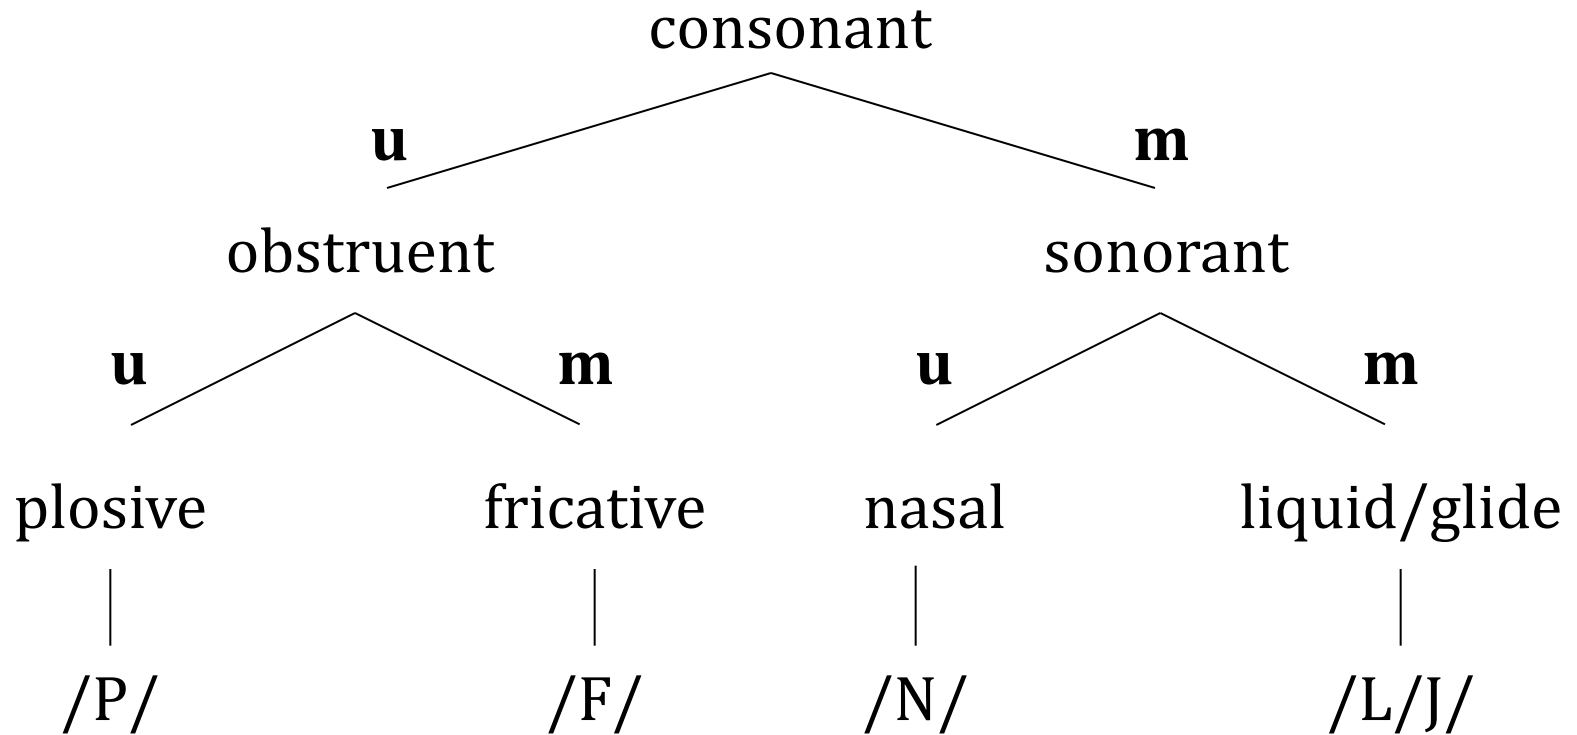 consonant
u m
obstruent sonorant
u m u m
plosive fricative nasal liquid/glide
/P/ /F/ /N/ /L/J/